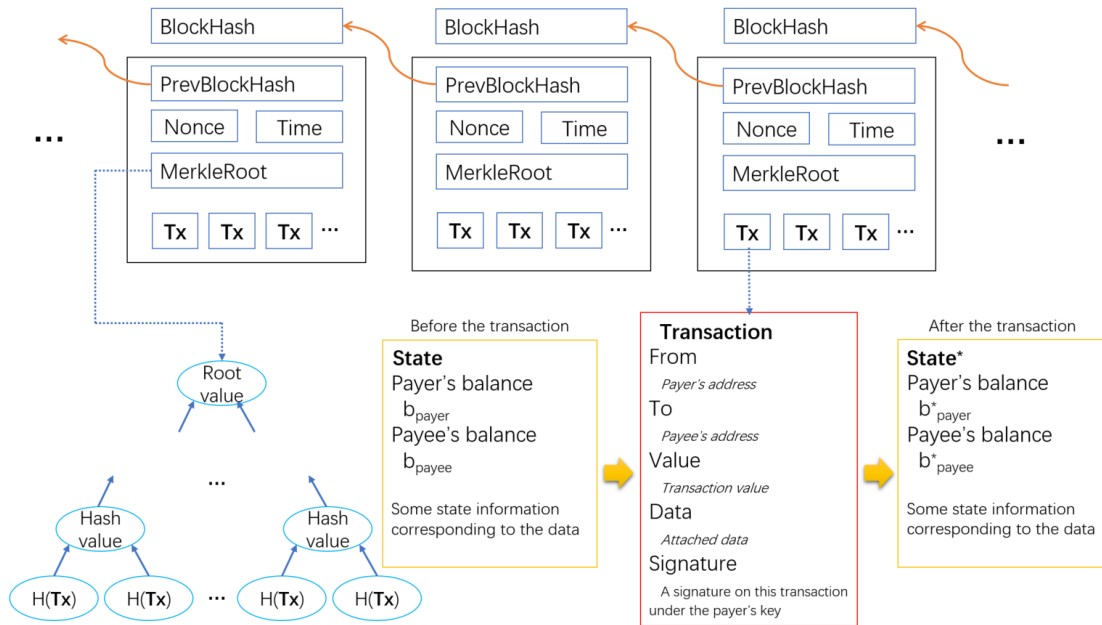 BlockHash
BlockHash
BlockHash
PrevBlockHash
PrevBlockHash
PrevBlockHash
Nonce
Time
Nonce
Time
Nonce
Time
...
...
MerkleRoot
MerkleRoot
MerkleRoot
Tx
Tx
Tx
...
Tx
Tx
Tx
...
Tx
Tx
Tx
...
Root
value
...
Hash
value
Hash
value
H(Tx)
H(Tx)
...
H(Tx)
H(Tx)
Before the transaction
State
Payer's balance
b_payer
Payee's balance
b_payee
Some state information
corresponding to the data
Transaction
From
Payer's address
To
Payee's address
Value
Transaction value
Data
Attached data
Signature
A signature on this transaction
under the payer's key
After the transaction
State*
Payer's balance
b*_payer
Payee's balance
b*_payee
Some state information
corresponding to the data